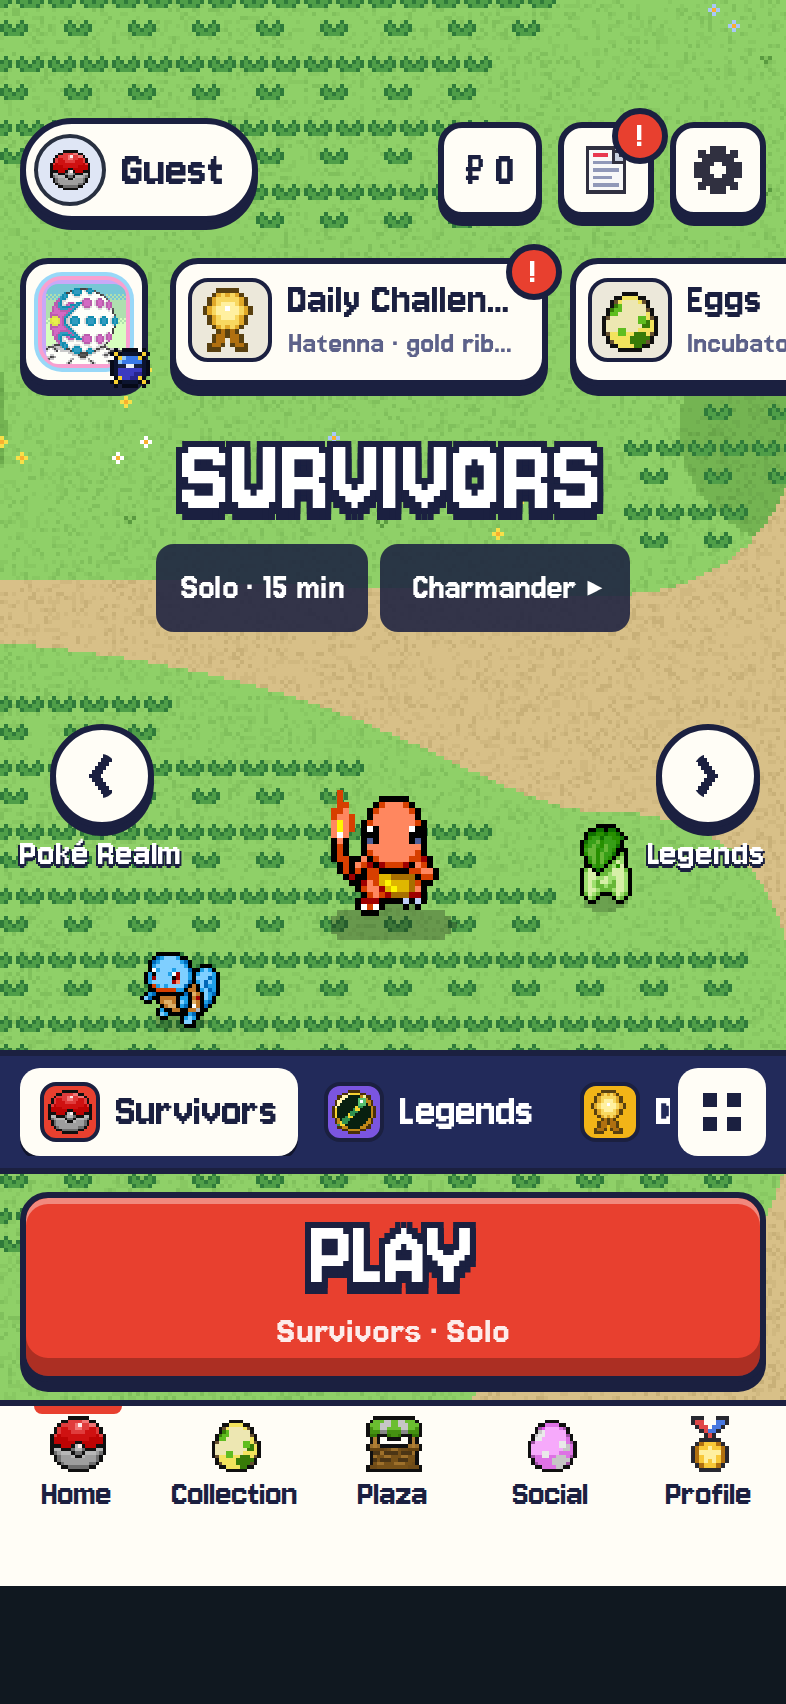 Guest
₽ 0
!
Daily Challen...
Hatenna · gold rib...
!
Eggs
Incubato
SURVIVORS
Solo · 15 min
Charmander ▸
Poké Realm
Legends
Survivors
Legends
D
PLAY
Survivors · Solo
Home
Collection
Plaza
Social
Profile